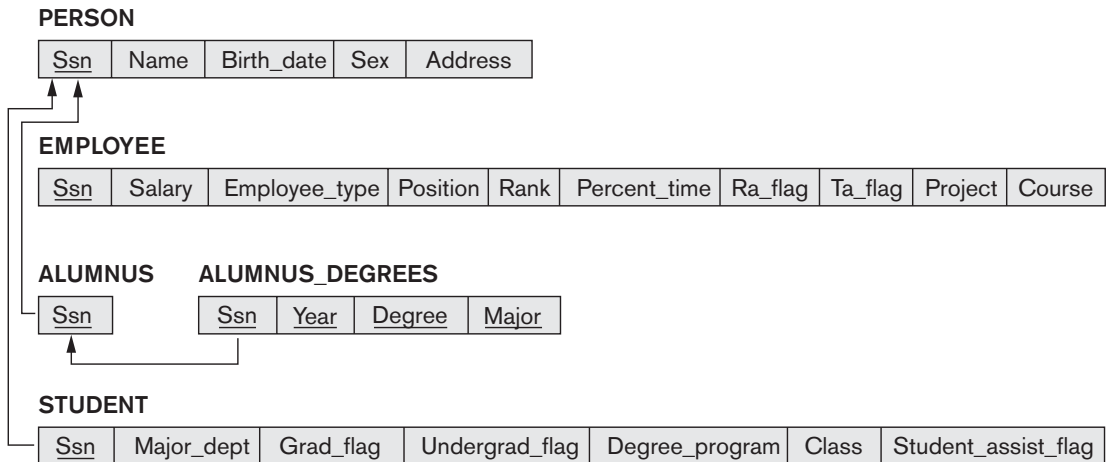 PERSON
Ssn Name Birth_date Sex Address
EMPLOYEE
Ssn Salary Employee_type Position Rank Percent_time Ra_flag Ta_flag Project Course
ALUMNUS ALUMNUS_DEGREES
Ssn Ssn Year Degree Major
STUDENT
Ssn Major_dept Grad_flag Undergrad_flag Degree_program Class Student_assist_flag